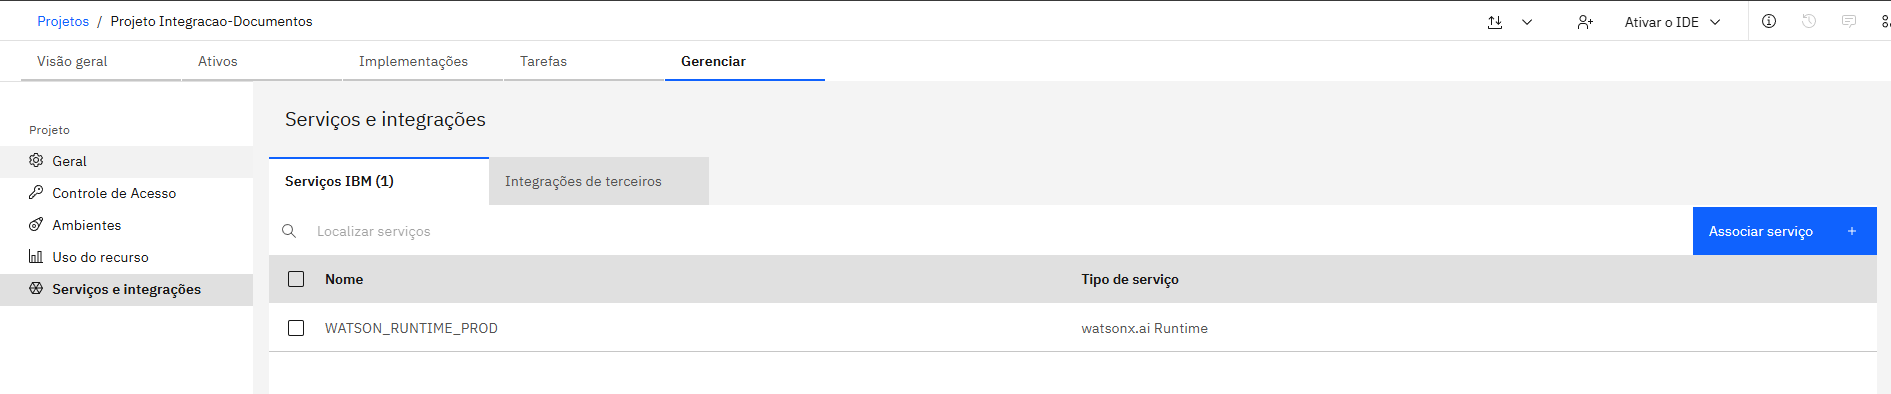 Projetos / Projeto Integracao-Documentos
Ativar o IDE
Visão geral
Ativos
Implementações
Tarefas
Gerenciar
Projeto
Geral
Controle de Acesso
Ambientes
Uso do recurso
Serviços e integrações
Serviços e integrações
Serviços IBM (1)
Integrações de terceiros
Localizar serviços
Associar serviço +
Nome
Tipo de serviço
WATSON_RUNTIME_PROD
watsonx.ai Runtime